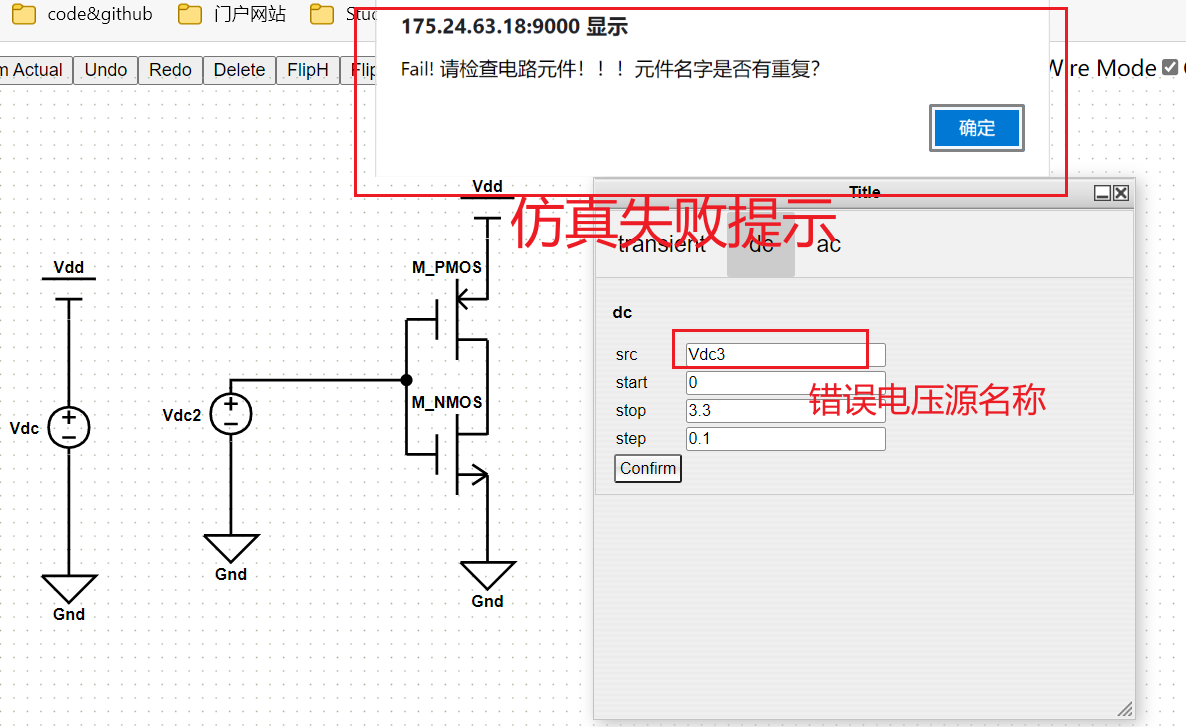 code&github
门户网站
175.24.63.18:9000 显示
Fail! 请检查电路元件！！！元件名字是否有重复?
确定
m Actual
Undo
Redo
Delete
FlipH
Flip
Wire Mode
Title
仿真失败提示
transient
dc
ac
dc
src
Vdc3
start
0
错误电压源名称
stop
3.3
step
0.1
Confirm
Vdd
Vdd
M_PMOS
M_NMOS
Vdc
Vdc2
Gnd
Gnd
Gnd